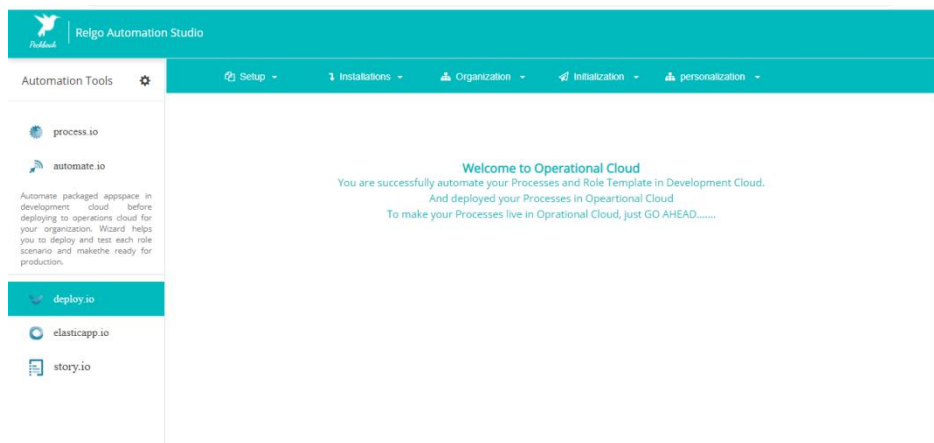 Relgo Automation Studio
Automation Tools
Setup
Installations
Organization
Initialization
personalization
process.io
automate.io
Automate packaged appspace in
development cloud before
deploying to operations cloud for
your organization. Wizard helps
you to deploy and test each role
scenario and makethe ready for
production.
deploy.io
elasticapp.io
story.io
Welcome to Operational Cloud
You are successfully automate your Processes and Role Template in Development Cloud.
And deployed your Processes in Opeartional Cloud
To make your Processes live in Oprational Cloud, just GO AHEAD.......